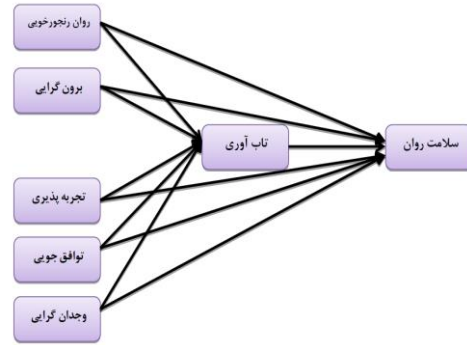 روان رنجورخویی
برون گرایی
تاب آوری
سلامت روان
تجربه پذیری
توافق جویی
وجدان گرایی